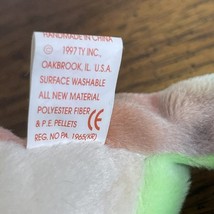 HANDMADE IN CHINA
© 1997 TY INC.,
OAKBROOK, IL. U.S.A.
SURFACE WASHABLE
ALL NEW MATERIAL
POLYESTER FIBER
& P.E. PELLETS CE
REG. NO PA. 1965(KR)